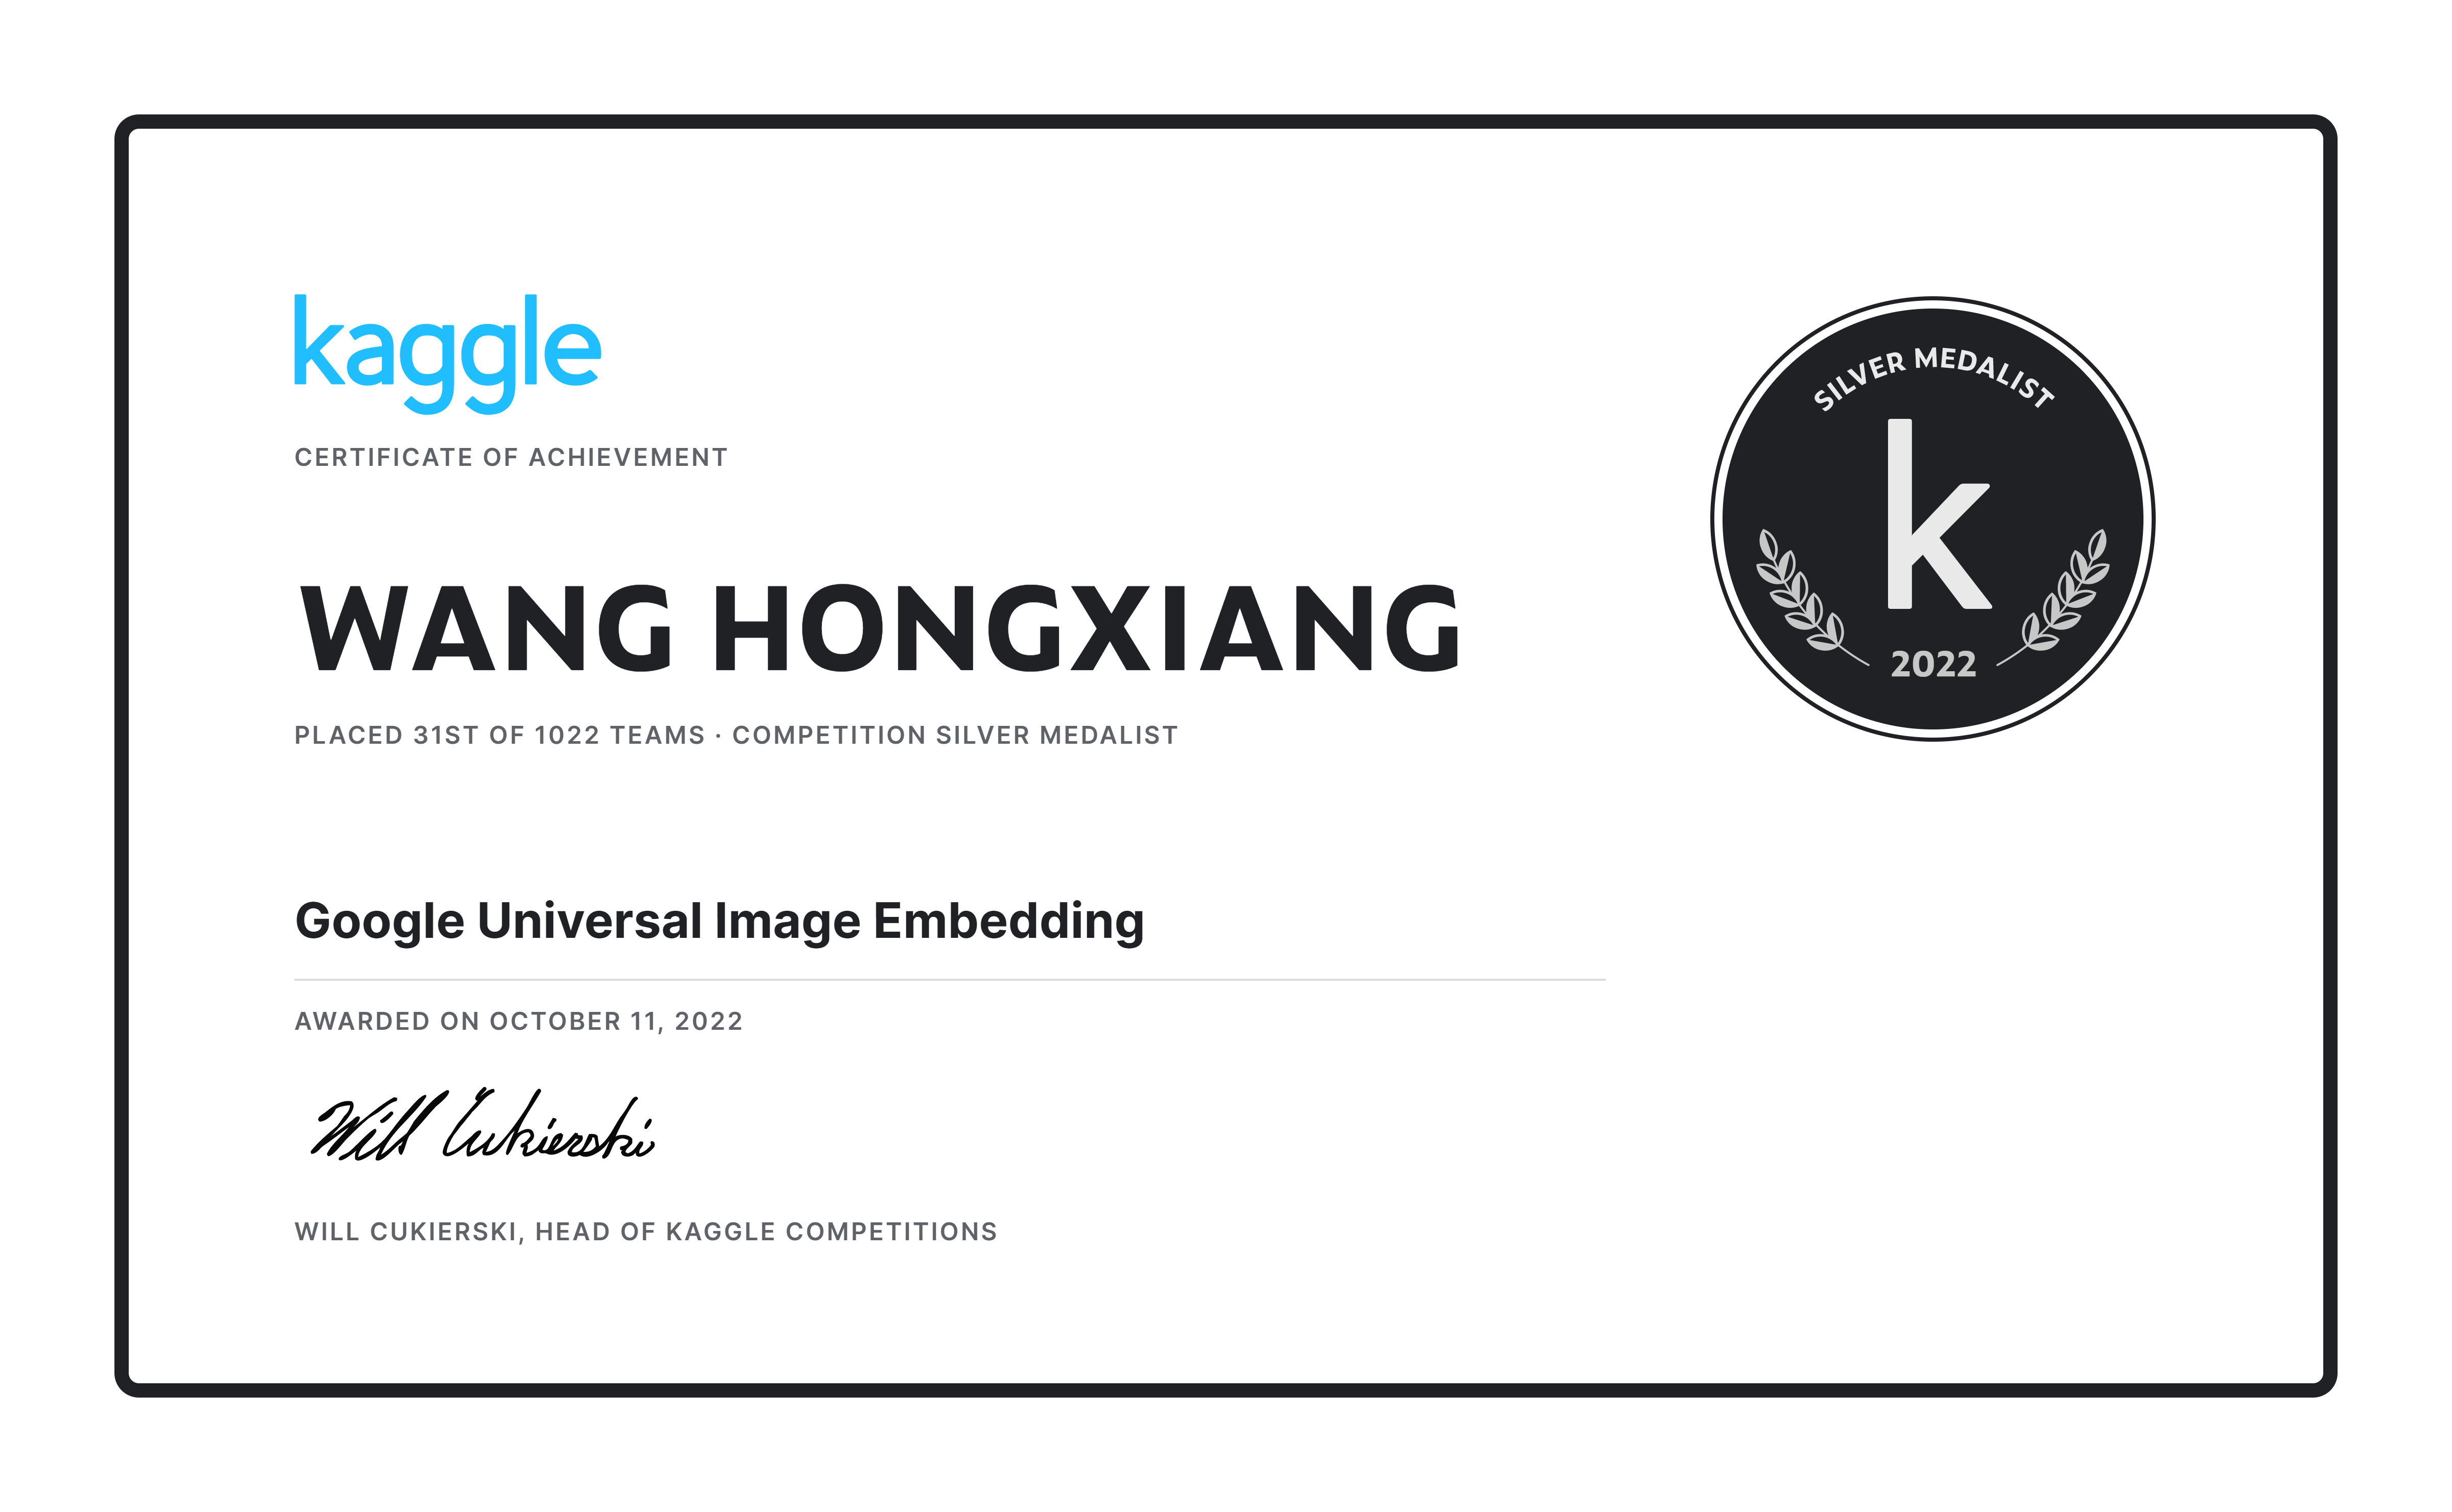 kaggle
CERTIFICATE OF ACHIEVEMENT
WANG HONGXIANG
PLACED 31ST OF 1022 TEAMS · COMPETITION SILVER MEDALIST
SILVER MEDALIST
k
2022
Google Universal Image Embedding
AWARDED ON OCTOBER 11, 2022
Will Cukierski
WILL CUKIERSKI, HEAD OF KAGGLE COMPETITIONS